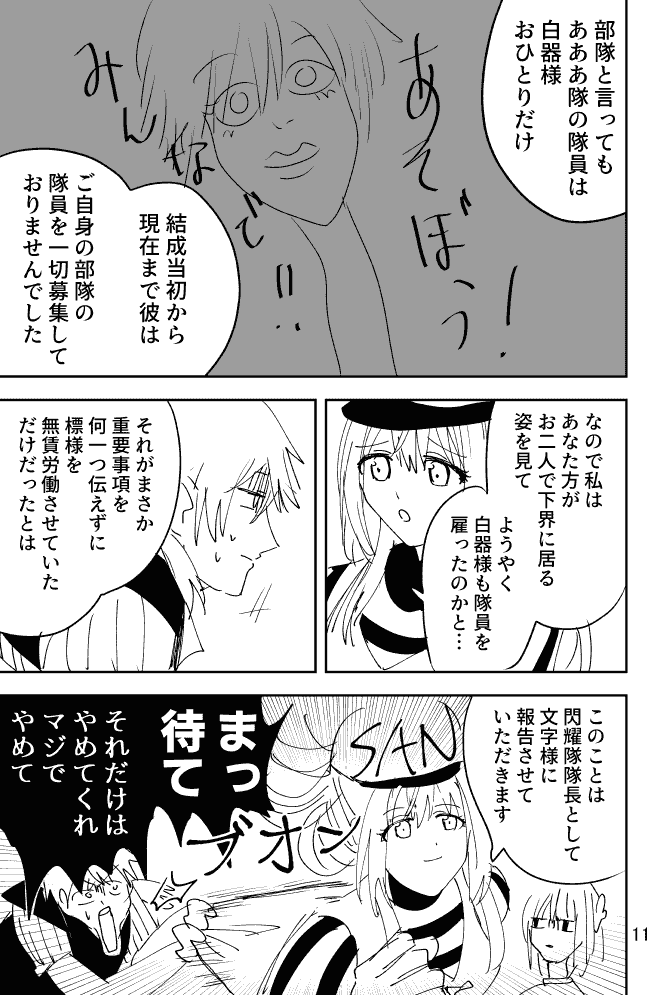 部隊と言っても
あああ隊の隊員は
白器様
おひとりだけ
あそぼうう!
みんなで!!
結成当初から
現在まで彼は
ご自身の部隊の
隊員を一切募集して
おりませんでした
なので私は
あなた方が
お二人で下界に居る
姿を見て
ようやく
白器様も隊員を
雇ったのかと…
それがまさか
重要事項を
何一つ伝えずに
標様を
無賃労働させていた
だけだったとは
このことは
閃耀隊隊長として
文字様に
報告させて
いただきます
SAN
ブオン
まっ
待て
それだけは
やめてくれ
マジで
やめて
11